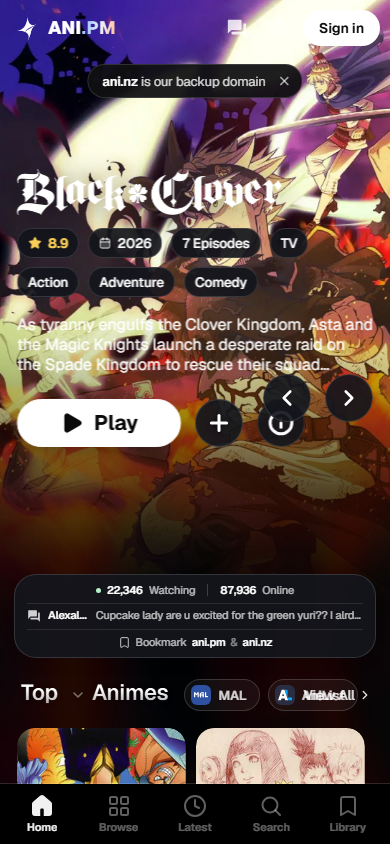 ANI.PM
Sign in
ani.nz is our backup domain
Black Clover
8.9
2026
7 Episodes
TV
Action
Adventure
Comedy
As tyranny engulfs the Clover Kingdom, Asta and
the Magic Knights launch a desperate raid on
the Spade Kingdom to rescue their squad...
Play
22,346 Watching
87,936 Online
Alexal... Cupcake lady are u excited for the green yuri?? I alrd...
Bookmark ani.pm & ani.nz
Top Animes
MAL
View All
Home
Browse
Latest
Search
Library